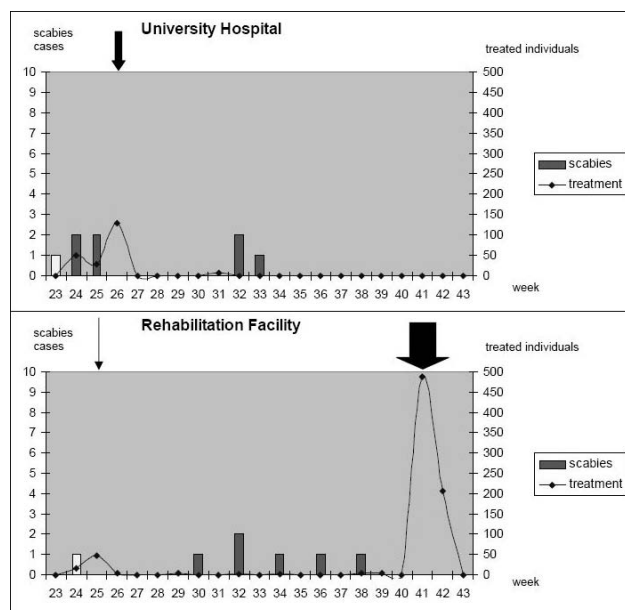 scabies
cases
University Hospital
treated individuals
10
9
8
7
6
5
4
3
2
1
0
500
450
400
350
300
250
200
150
100
50
0
scabies
treatment
23 24 25 26 27 28 29 30 31 32 33 34 35 36 37 38 39 40 41 42 43
week
scabies
cases
Rehabilitation Facility
treated individuals
10
9
8
7
6
5
4
3
2
1
0
500
450
400
350
300
250
200
150
100
50
0
scabies
treatment
23 24 25 26 27 28 29 30 31 32 33 34 35 36 37 38 39 40 41 42 43
week